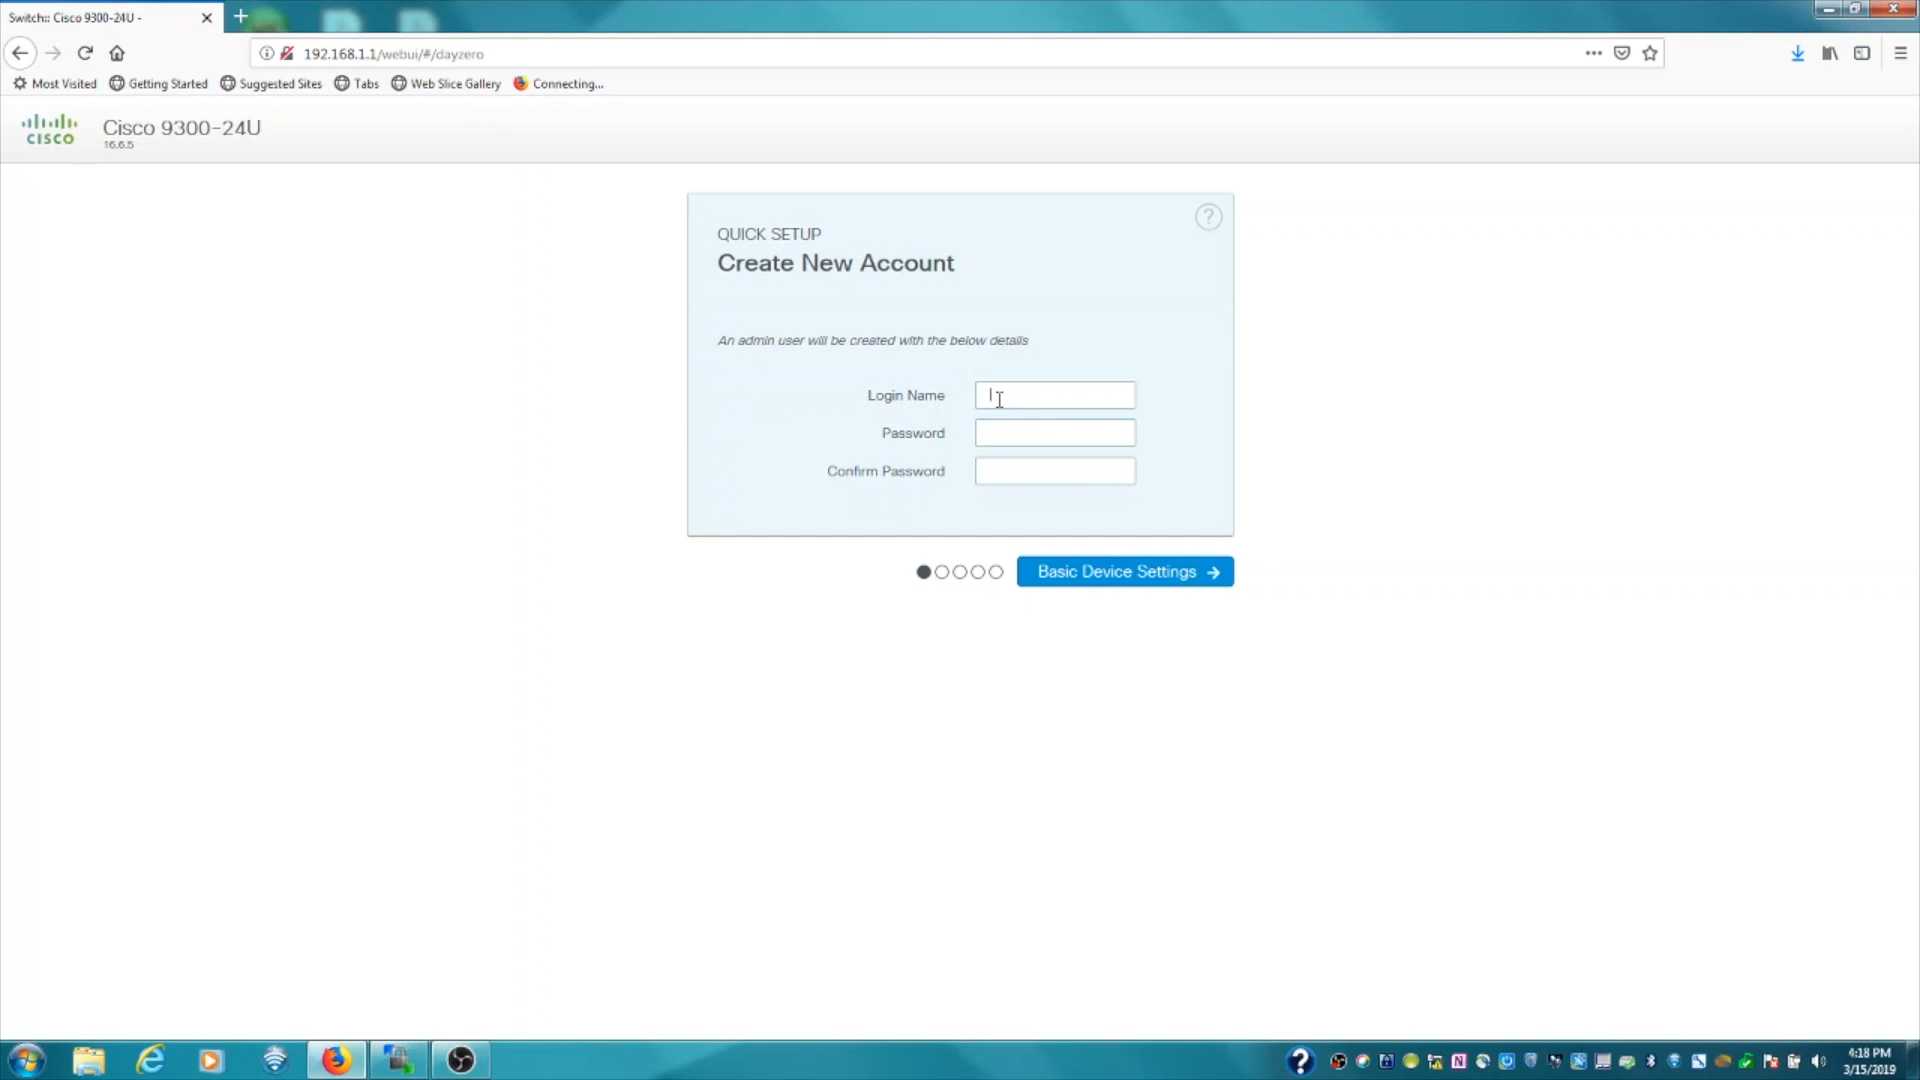 Switch:: Cisco 9300-24U -
192.168.1.1/webui/#/dayzero
Most Visited Getting Started Suggested Sites Tabs Web Slice Gallery Connecting...
CISCO
Cisco 9300-24U
16.6.5
QUICK SETUP
Create New Account
An admin user will be created with the below details
Login Name
Password
Confirm Password
Basic Device Settings
4:18 PM
3/15/2019